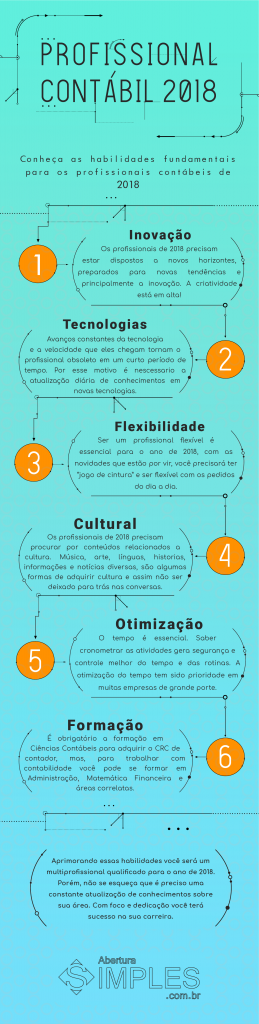 PROFISSIONAL
CONTÁBIL 2018
Conheça as habilidades fundamentais
para os profissionais contábeis de
2018
1
Inovação
Os profissionais de 2018 precisam
estar dispostos a novos horizontes,
preparados para novas tendências e
principalmente a inovação. A criatividade
está em alta!
Tecnologias
Avanços constantes da tecnologia
e a velocidade que eles chegam tornam o
profissional obsoleto em um curto período de
tempo. Por esse motivo é nescessario a
atualização diária de conhecimentos em
novas tecnologias.
2
Flexibilidade
3
Ser um profissional flexível é
essencial para o ano de 2018, com as
novidades que estão por vir, você precisará ter
"joga de cintura" e ser flexível com os pedidos
do dia a dia.
Cultural
Os profissionais de 2018 precisam
procurar por conteúdos relacionados a
cultura. Música, arte, línguas, historias,
informações e notícias diversas, são algumas
formas de adquirir cultura e assim não ser
deixado para trás nas conversas.
4
Otimização
5
O tempo é essencial. Saber
cronometrar as atividades gera segurança e
controle melhor do tempo e das rotinas. A
otimização do tempo tem sido prioridade em
muitas empresas de grande porte.
Formação
É obrigatório a formação em
Ciências Contábeis para adquirir o CRC de
contador, mas, para trabalhar com
contabilidade você pode se formar em
Administração, Matemática Financeira e
áreas correlatas.
6
Aprimorando essas habilidades você será um
multiprofissional qualificado para o ano de 2018.
Porém, não se esqueça que é preciso uma
constante atualização de conhecimentos sobre
sua área. Com foco e dedicação você terá
sucesso na sua carreira.
Abertura
SIMPLES
.com.br